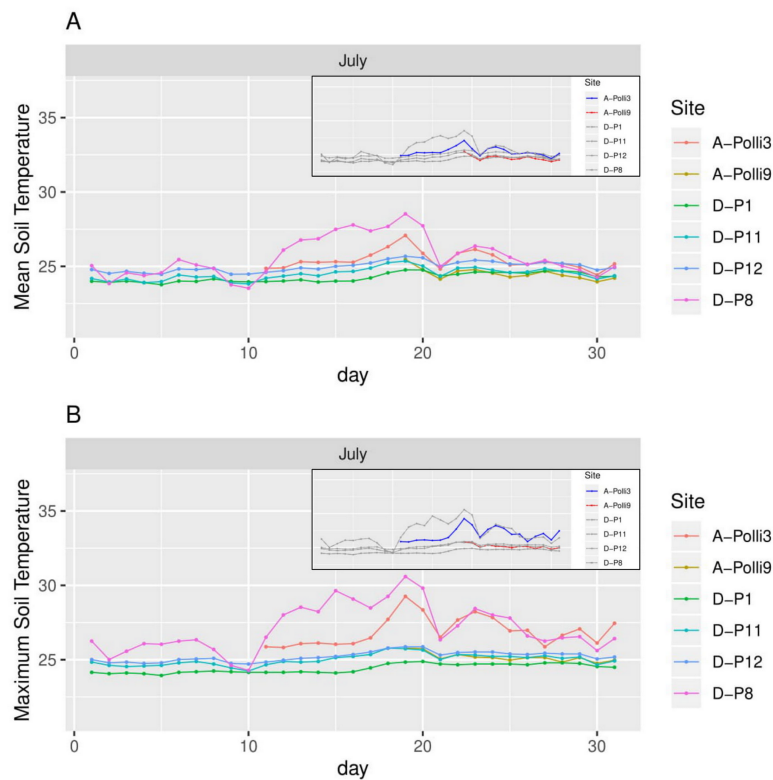 A
July
Mean Soil Temperature
35
30
25
0
10
20
30
day
Site
A-Polli3
A-Polli9
D-P1
D-P11
D-P12
D-P8
Site
A-Polli3
A-Polli9
D-P1
D-P11
D-P12
D-P8
B
July
Maximum Soil Temperature
35
30
25
0
10
20
30
day
Site
A-Polli3
A-Polli9
D-P1
D-P11
D-P12
D-P8
Site
A-Polli3
A-Polli9
D-P1
D-P11
D-P12
D-P8